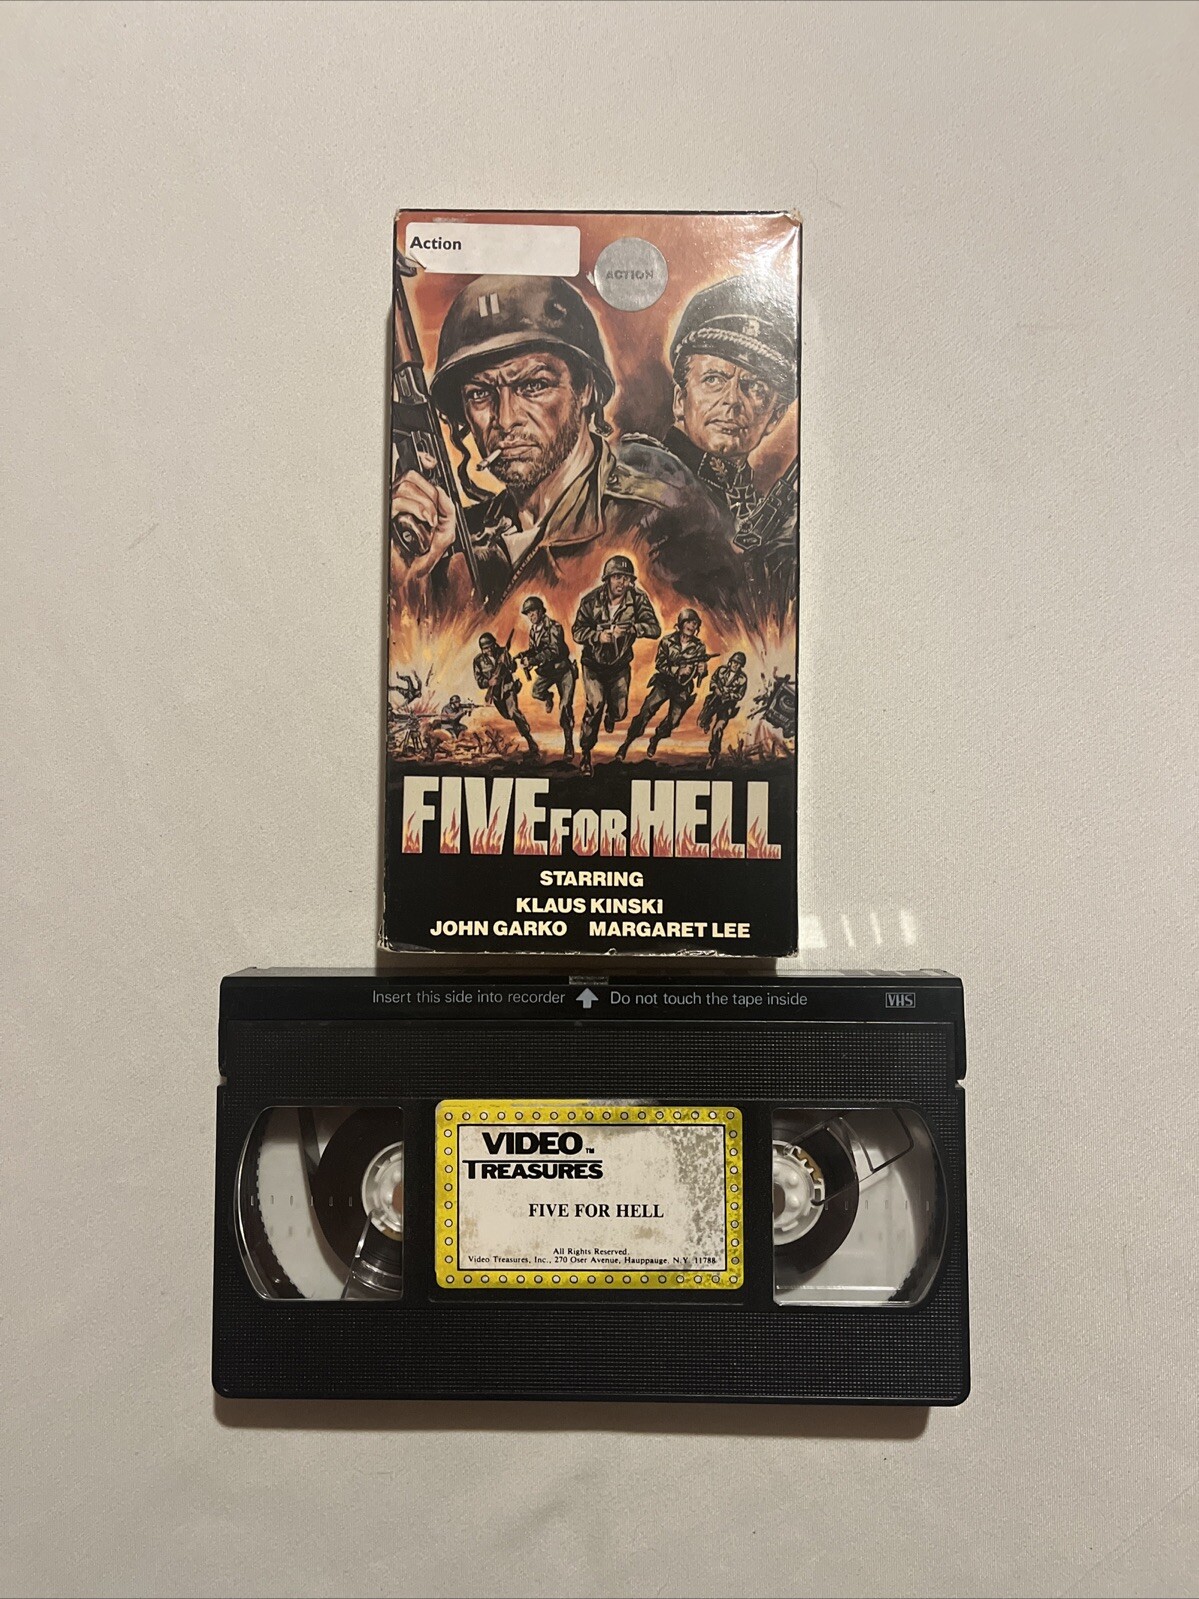 Action
ACTION
FIVE FOR HELL
STARRING
KLAUS KINSKi
JOHN GARKO MARGARET LEE
Insert this side into recorder Do not touch the tape inside
VHS
VIDEO TM
TREASURES
FIVE FOR HELL
All Rights Reserved.
Video Treasures, Inc., 270 Oser Avenue, Hauppauge, N.Y. 11788